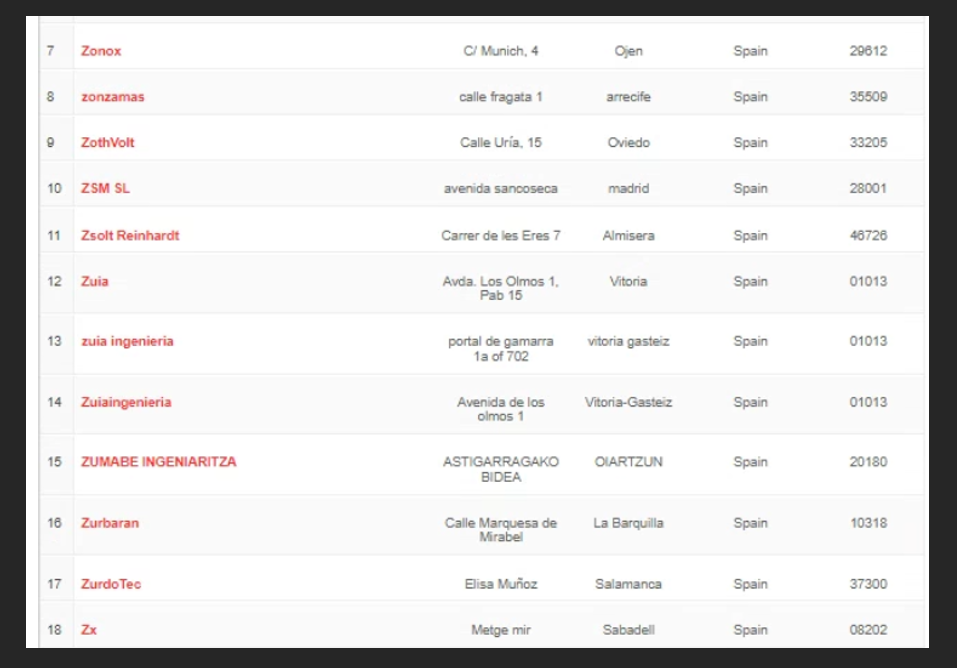 7 Zonox C/ Munich, 4 Ojen Spain 29612
8 zonzamas calle fragata 1 arrecife Spain 35509
9 ZothVolt Calle Uría, 15 Oviedo Spain 33205
10 ZSM SL avenida sancoseca madrid Spain 28001
11 Zsolt Reinhardt Carrer de les Eres 7 Almisera Spain 46726
12 Zuia Avda. Los Olmos 1, Vitoria Spain 01013
Pab 15
13 zuia ingenieria portal de gamarra vitoria gasteiz Spain 01013
1a of 702
14 Zuiaingenieria Avenida de los Vitoria-Gasteiz Spain 01013
olmos 1
15 ZUMABE INGENIARITZA ASTIGARRAGAKO OIARTZUN Spain 20180
BIDEA
16 Zurbaran Calle Marquesa de La Barquilla Spain 10318
Mirabel
17 ZurdoTec Elisa Muñoz Salamanca Spain 37300
18 Zx Metge mir Sabadell Spain 08202